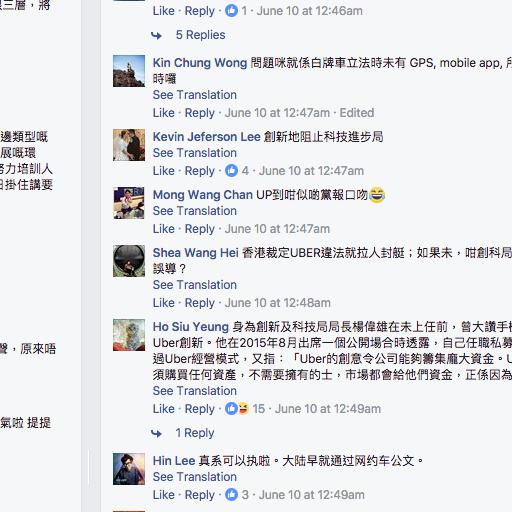 三層，將
邊類型嘅
展嘅環
努力培訓人
日掛住講要
聲，原來唔
氣啦 提提
Like · Reply · 1 · June 10 at 12:46am
5 Replies
Kin Chung Wong 問題咪就係白牌車立法時未有 GPS, mobile app, 所
時囉
See Translation
Like · Reply · June 10 at 12:47am · Edited
Kevin Jeferson Lee 創新地阻止科技進步局
See Translation
Like · Reply · 4 · June 10 at 12:47am
Mong Wang Chan UP到咁似啲黨報口吻😂
See Translation
Like · Reply · June 10 at 12:47am
Shea Wang Hei 香港裁定UBER違法就拉人封艇；如果未，咁創科局
誤導？
See Translation
Like · Reply · June 10 at 12:48am
Ho Siu Yeung 身為創新及科技局局長楊偉雄在未上任前，曾大讚手機
Uber創新。他在2015年8月出席一個公開場合時透露，自己任職私募
過Uber經營模式，又指：「Uber的創意令公司能夠籌集龐大資金。U
須購買任何資產，不需要擁有的士，市場都會給他們資金，正係因為
See Translation
Like · Reply · 15 · June 10 at 12:49am
1 Reply
Hin Lee 真系可以执啦。大陆早就通过网约车公文。
See Translation
Like · Reply · 3 · June 10 at 12:49am